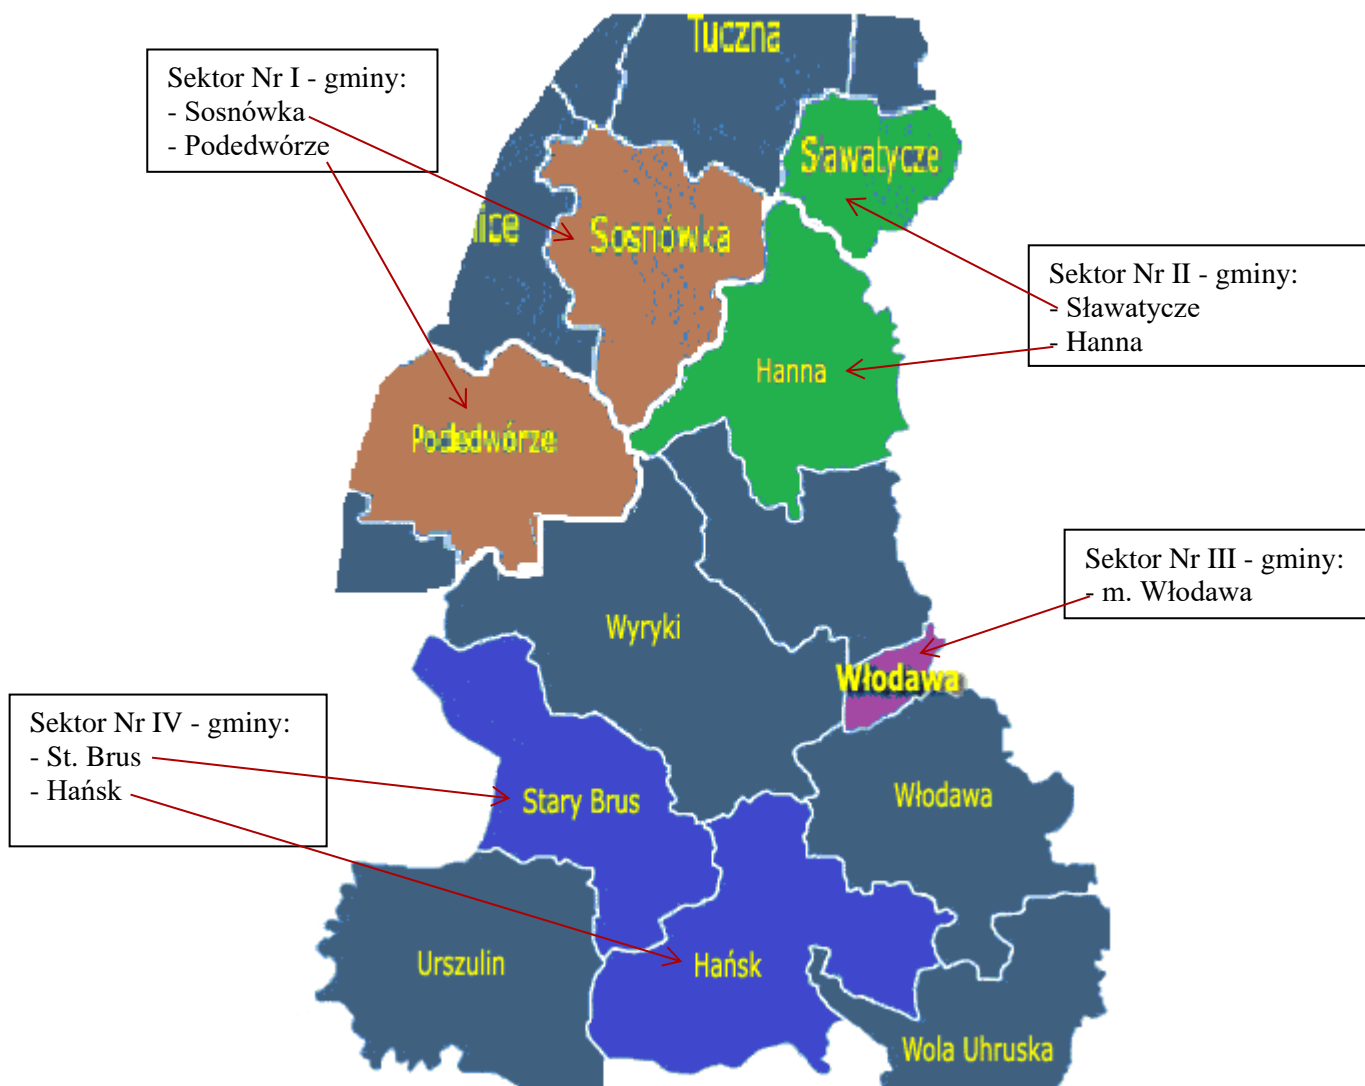 Tuczna
Sektor Nr I - gminy:
- Sosnówka
- Podedwórze
Sławatycze
Sosnówka
Sektor Nr II - gminy:
- Sławatycze
- Hanna
Hanna
Podedwórze
Sektor Nr III - gminy:
- m. Włodawa
Wyryki
Włodawa
Sektor Nr IV - gminy:
- St. Brus
- Hańsk
Stary Brus
Włodawa
Urszulin
Hańsk
Wola Uhruska